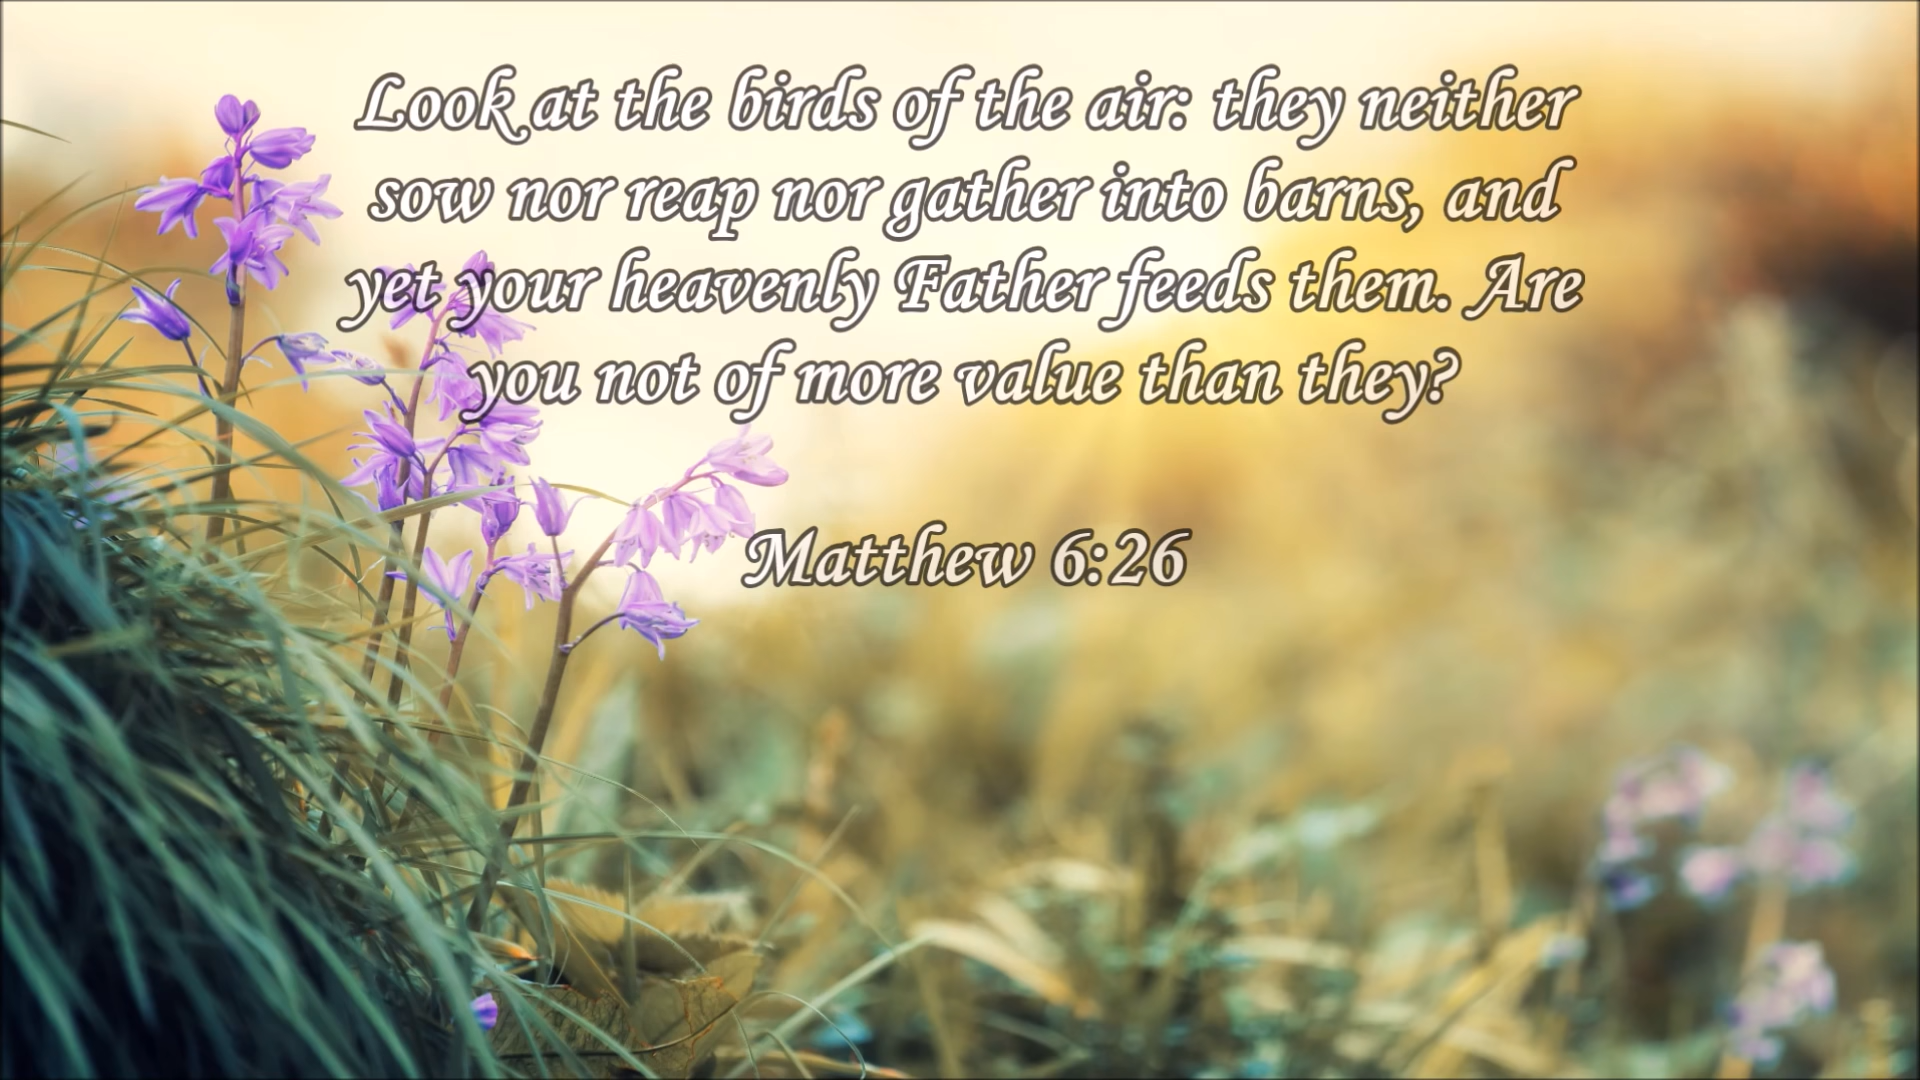 Look at the birds of the air: they neither
sow nor reap nor gather into barns, and
yet your heavenly Father feeds them. Are
you not of more value than they?
Matthew 6:26